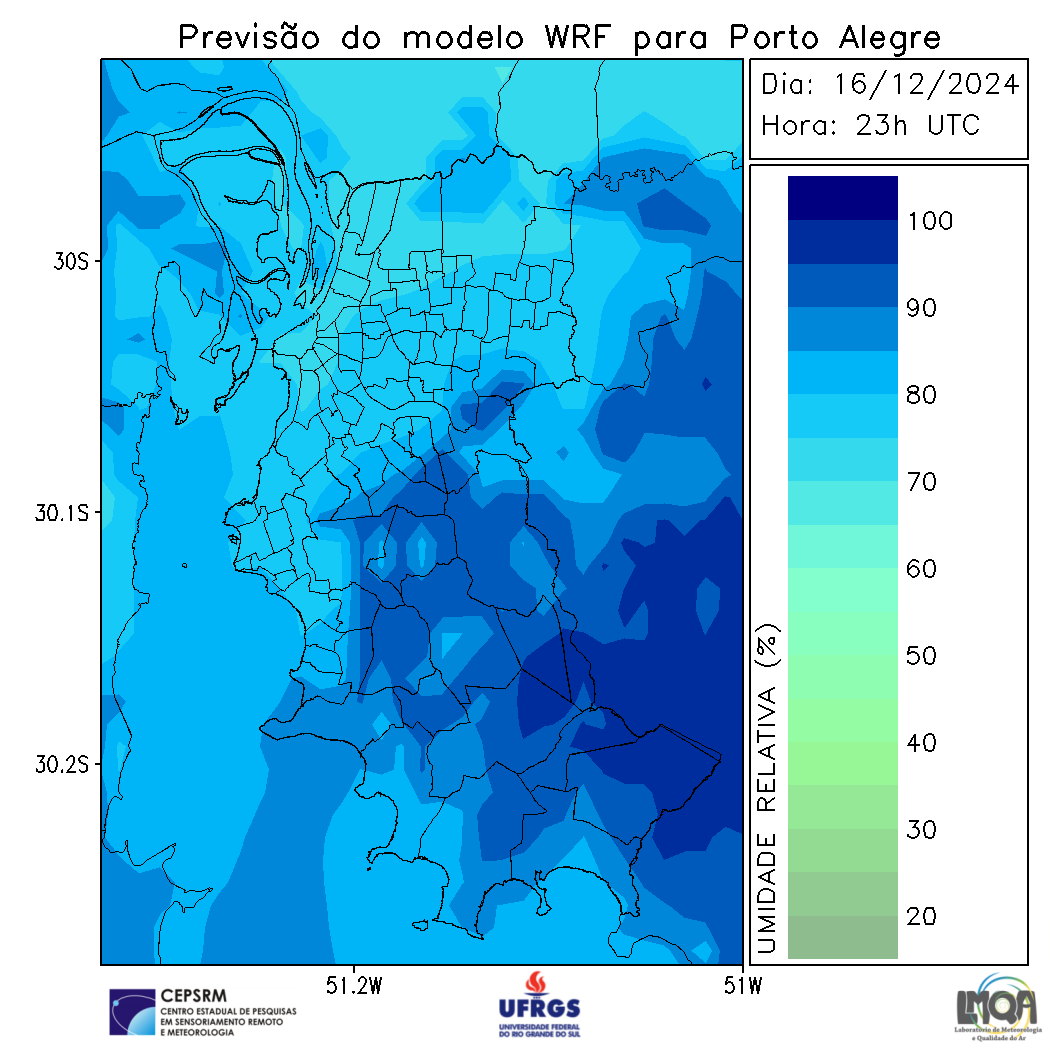 Previsão do modelo WRF para Porto Alegre
Dia: 16/12/2024
Hora: 23h UTC
30S
30.1S
30.2S
51.2W
51W
UMIDADE RELATIVA (%)
100
90
80
70
60
50
40
30
20
CEPSRM
CENTRO ESTADUAL DE PESQUISAS
EM SENSORIAMENTO REMOTO
E METEOROLOGIA
UFRGS
UNIVERSIDADE FEDERAL
DO RIO GRANDE DO SUL
LMQA
Laboratório de Meteorologia
e Qualidade do Ar